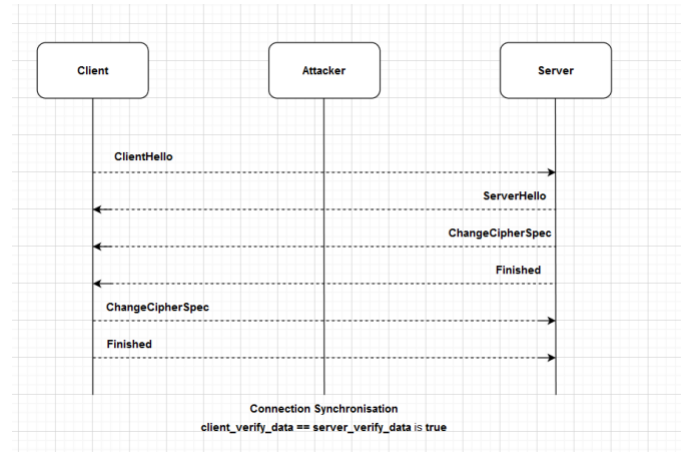 Client
Attacker
Server
ClientHello
ServerHello
ChangeCipherSpec
Finished
ChangeCipherSpec
Finished
Connection Synchronisation
client_verify_data == server_verify_data is true